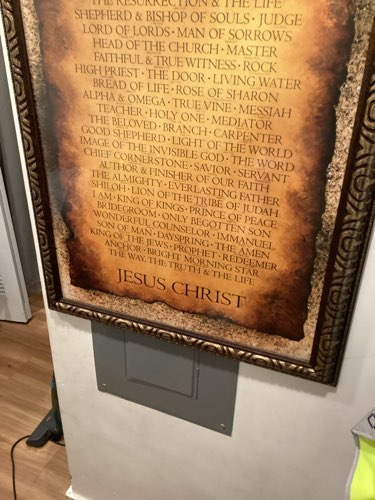 THE RESURRECTION & THE LIFE
SHEPHERD & BISHOP OF SOULS · JUDGE
LORD OF LORDS · MAN OF SORROWS
HEAD OF THE CHURCH · MASTER
FAITHFUL & TRUE WITNESS · ROCK
HIGH PRIEST · THE DOOR · LIVING WATER
BREAD OF LIFE · ROSE OF SHARON
ALPHA & OMEGA · TRUE VINE · MESSIAH
TEACHER · HOLY ONE · MEDIATOR
THE BELOVED · BRANCH · CARPENTER
GOOD SHEPHERD · LIGHT OF THE WORLD
IMAGE OF THE INVISIBLE GOD · THE WORD
CHIEF CORNERSTONE · SAVIOR · SERVANT
AUTHOR & FINISHER OF OUR FAITH
THE ALMIGHTY · EVERLASTING FATHER
SHILOH · LION OF THE TRIBE OF JUDAH
I AM · KING OF KINGS · PRINCE OF PEACE
BRIDEGROOM · ONLY BEGOTTEN SON
WONDERFUL COUNSELOR · IMMANUEL
SON OF MAN · DAYSPRING · THE AMEN
KING OF THE JEWS · PROPHET · REDEEMER
ANCHOR · BRIGHT MORNING STAR
THE WAY, THE TRUTH & THE LIFE
JESUS CHRIST